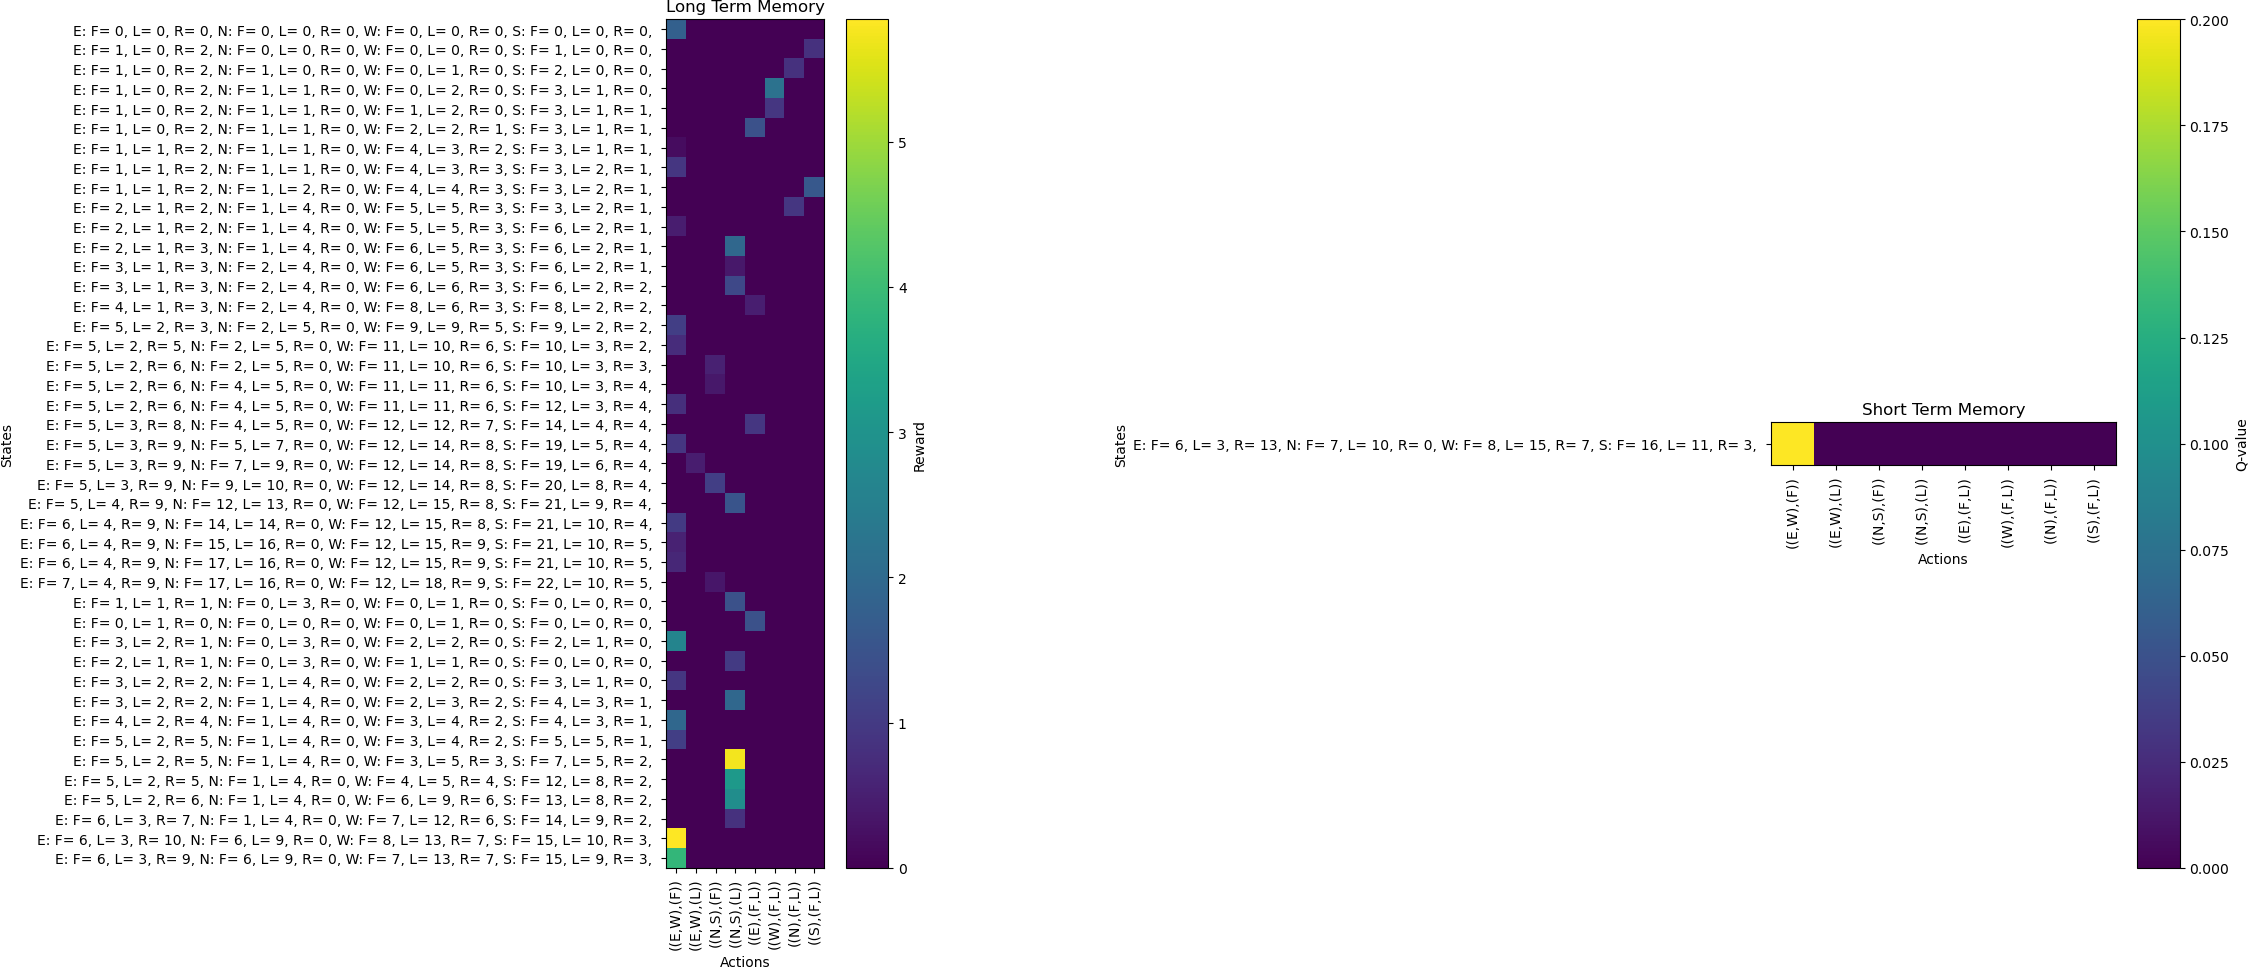 Long Term Memory
E: F= 0, L= 0, R= 0, N: F= 0, L= 0, R= 0, W: F= 0, L= 0, R= 0, S: F= 0, L= 0, R= 0,
E: F= 1, L= 0, R= 2, N: F= 0, L= 0, R= 0, W: F= 0, L= 0, R= 0, S: F= 1, L= 0, R= 0,
E: F= 1, L= 0, R= 2, N: F= 1, L= 0, R= 0, W: F= 0, L= 1, R= 0, S: F= 2, L= 0, R= 0,
E: F= 1, L= 0, R= 2, N: F= 1, L= 1, R= 0, W: F= 0, L= 2, R= 0, S: F= 3, L= 1, R= 0,
E: F= 1, L= 0, R= 2, N: F= 1, L= 1, R= 0, W: F= 1, L= 2, R= 0, S: F= 3, L= 1, R= 1,
E: F= 1, L= 0, R= 2, N: F= 1, L= 1, R= 0, W: F= 2, L= 2, R= 1, S: F= 3, L= 1, R= 1,
E: F= 1, L= 1, R= 2, N: F= 1, L= 1, R= 0, W: F= 4, L= 3, R= 2, S: F= 3, L= 1, R= 1,
E: F= 1, L= 1, R= 2, N: F= 1, L= 1, R= 0, W: F= 4, L= 3, R= 3, S: F= 3, L= 2, R= 1,
E: F= 1, L= 1, R= 2, N: F= 1, L= 2, R= 0, W: F= 4, L= 4, R= 3, S: F= 3, L= 2, R= 1,
E: F= 2, L= 1, R= 2, N: F= 1, L= 4, R= 0, W: F= 5, L= 5, R= 3, S: F= 3, L= 2, R= 1,
E: F= 2, L= 1, R= 2, N: F= 1, L= 4, R= 0, W: F= 5, L= 5, R= 3, S: F= 6, L= 2, R= 1,
E: F= 2, L= 1, R= 3, N: F= 1, L= 4, R= 0, W: F= 6, L= 5, R= 3, S: F= 6, L= 2, R= 1,
E: F= 3, L= 1, R= 3, N: F= 2, L= 4, R= 0, W: F= 6, L= 5, R= 3, S: F= 6, L= 2, R= 1,
E: F= 3, L= 1, R= 3, N: F= 2, L= 4, R= 0, W: F= 6, L= 6, R= 3, S: F= 6, L= 2, R= 2,
E: F= 4, L= 1, R= 3, N: F= 2, L= 4, R= 0, W: F= 8, L= 6, R= 3, S: F= 8, L= 2, R= 2,
E: F= 5, L= 2, R= 3, N: F= 2, L= 5, R= 0, W: F= 9, L= 9, R= 5, S: F= 9, L= 2, R= 2,
E: F= 5, L= 2, R= 5, N: F= 2, L= 5, R= 0, W: F= 11, L= 10, R= 6, S: F= 10, L= 3, R= 2,
E: F= 5, L= 2, R= 6, N: F= 2, L= 5, R= 0, W: F= 11, L= 10, R= 6, S: F= 10, L= 3, R= 3,
E: F= 5, L= 2, R= 6, N: F= 4, L= 5, R= 0, W: F= 11, L= 11, R= 6, S: F= 10, L= 3, R= 4,
E: F= 5, L= 2, R= 6, N: F= 4, L= 5, R= 0, W: F= 11, L= 11, R= 6, S: F= 12, L= 3, R= 4,
E: F= 5, L= 3, R= 8, N: F= 4, L= 5, R= 0, W: F= 12, L= 12, R= 7, S: F= 14, L= 4, R= 4,
E: F= 5, L= 3, R= 9, N: F= 5, L= 7, R= 0, W: F= 12, L= 14, R= 8, S: F= 19, L= 5, R= 4,
E: F= 5, L= 3, R= 9, N: F= 7, L= 9, R= 0, W: F= 12, L= 14, R= 8, S: F= 19, L= 6, R= 4,
E: F= 5, L= 3, R= 9, N: F= 9, L= 10, R= 0, W: F= 12, L= 14, R= 8, S: F= 20, L= 8, R= 4,
E: F= 5, L= 4, R= 9, N: F= 12, L= 13, R= 0, W: F= 12, L= 15, R= 8, S: F= 21, L= 9, R= 4,
E: F= 6, L= 4, R= 9, N: F= 14, L= 14, R= 0, W: F= 12, L= 15, R= 8, S: F= 21, L= 10, R= 4,
E: F= 6, L= 4, R= 9, N: F= 15, L= 16, R= 0, W: F= 12, L= 15, R= 9, S: F= 21, L= 10, R= 5,
E: F= 6, L= 4, R= 9, N: F= 17, L= 16, R= 0, W: F= 12, L= 15, R= 9, S: F= 21, L= 10, R= 5,
E: F= 7, L= 4, R= 9, N: F= 17, L= 16, R= 0, W: F= 12, L= 18, R= 9, S: F= 22, L= 10, R= 5,
E: F= 1, L= 1, R= 1, N: F= 0, L= 3, R= 0, W: F= 0, L= 1, R= 0, S: F= 0, L= 0, R= 0,
E: F= 0, L= 1, R= 0, N: F= 0, L= 0, R= 0, W: F= 0, L= 1, R= 0, S: F= 0, L= 0, R= 0,
E: F= 3, L= 2, R= 1, N: F= 0, L= 3, R= 0, W: F= 2, L= 2, R= 0, S: F= 2, L= 1, R= 0,
E: F= 2, L= 1, R= 1, N: F= 0, L= 3, R= 0, W: F= 1, L= 1, R= 0, S: F= 0, L= 0, R= 0,
E: F= 3, L= 2, R= 2, N: F= 1, L= 4, R= 0, W: F= 2, L= 2, R= 0, S: F= 3, L= 1, R= 0,
E: F= 3, L= 2, R= 2, N: F= 1, L= 4, R= 0, W: F= 2, L= 3, R= 2, S: F= 4, L= 3, R= 1,
E: F= 4, L= 2, R= 4, N: F= 1, L= 4, R= 0, W: F= 3, L= 4, R= 2, S: F= 4, L= 3, R= 1,
E: F= 5, L= 2, R= 5, N: F= 1, L= 4, R= 0, W: F= 3, L= 4, R= 2, S: F= 5, L= 5, R= 1,
E: F= 5, L= 2, R= 5, N: F= 1, L= 4, R= 0, W: F= 3, L= 5, R= 3, S: F= 7, L= 5, R= 2,
E: F= 5, L= 2, R= 5, N: F= 1, L= 4, R= 0, W: F= 4, L= 5, R= 4, S: F= 12, L= 8, R= 2,
E: F= 5, L= 2, R= 6, N: F= 1, L= 4, R= 0, W: F= 6, L= 9, R= 6, S: F= 13, L= 8, R= 2,
E: F= 6, L= 3, R= 7, N: F= 1, L= 4, R= 0, W: F= 7, L= 12, R= 6, S: F= 14, L= 9, R= 2,
E: F= 6, L= 3, R= 10, N: F= 6, L= 9, R= 0, W: F= 8, L= 13, R= 7, S: F= 15, L= 10, R= 3,
E: F= 6, L= 3, R= 9, N: F= 6, L= 9, R= 0, W: F= 7, L= 13, R= 7, S: F= 15, L= 9, R= 3,
States
((E,W),(F))
((E,W),(L))
((N,S),(F))
((N,S),(L))
((E),(F,L))
((W),(F,L))
((N),(F,L))
((S),(F,L))
Actions
5
4
3
2
1
0
Reward
Short Term Memory
States
E: F= 6, L= 3, R= 13, N: F= 7, L= 10, R= 0, W: F= 8, L= 15, R= 7, S: F= 16, L= 11, R= 3,
((E,W),(F))
((E,W),(L))
((N,S),(F))
((N,S),(L))
((E),(F,L))
((W),(F,L))
((N),(F,L))
((S),(F,L))
Actions
0.200
0.175
0.150
0.125
0.100
0.075
0.050
0.025
0.000
Q-value